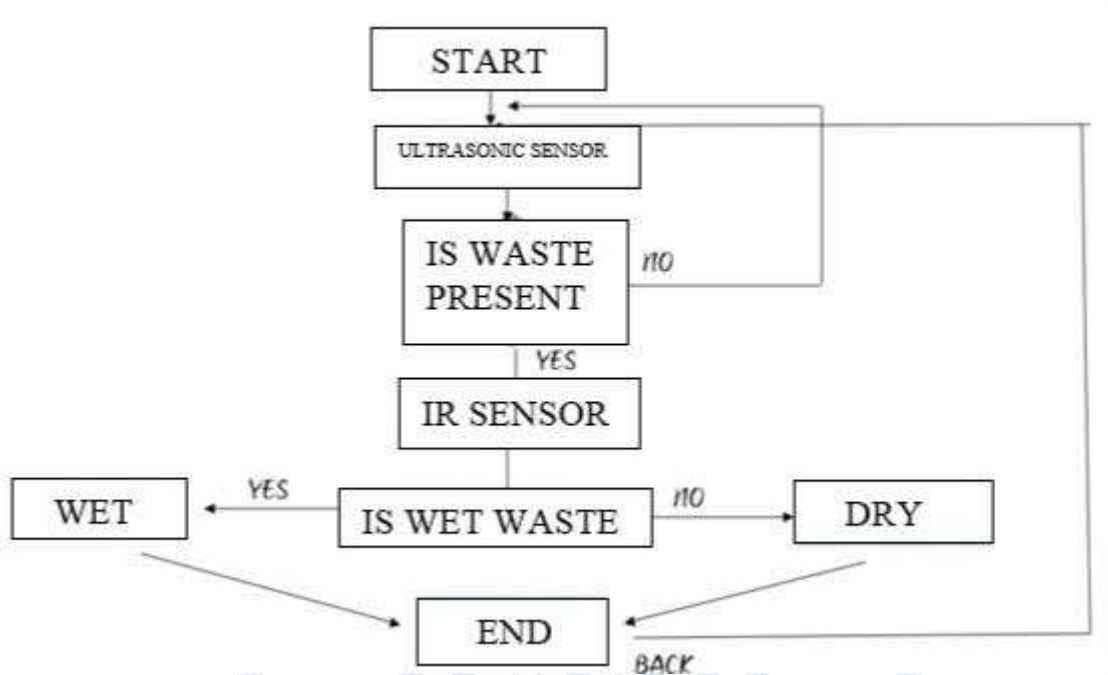 START
ULTRASONIC SENSOR
IS WASTE
PRESENT
NO
YES
IR SENSOR
WET
YES
IS WET WASTE
NO
DRY
END
BACK